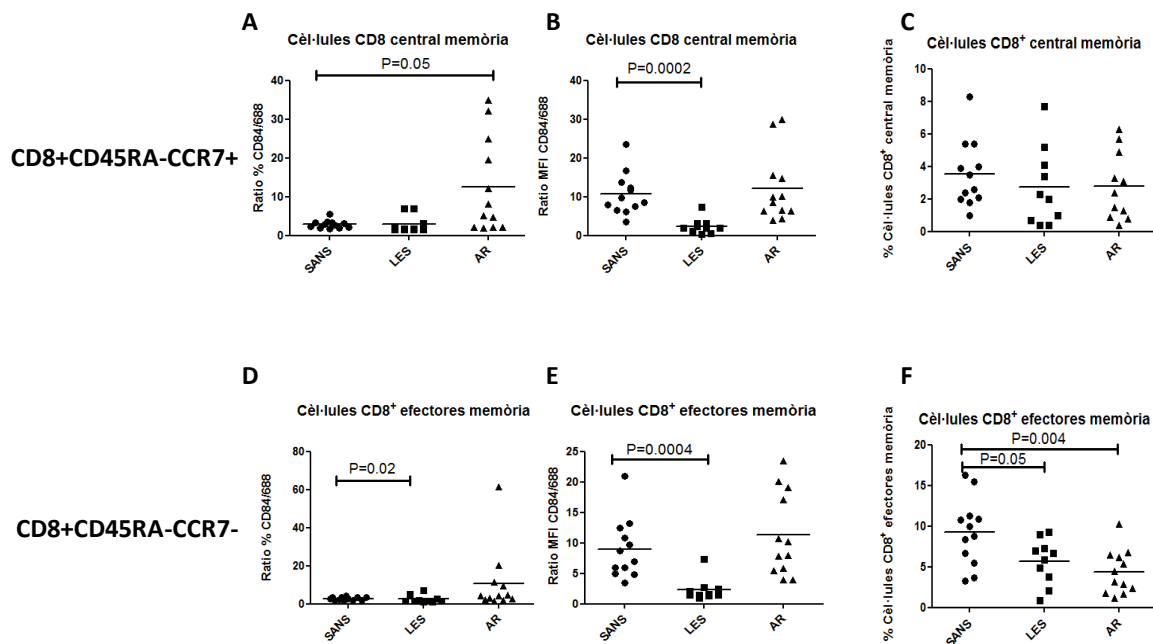 A
Cèl·lules CD8 central memòria
P=0.05
Ratio % CD84/688
40
30
20
10
0
SANS
LES
AR
B
Cèl·lules CD8 central memòria
P=0.0002
Ratio MFI CD84/688
40
30
20
10
0
SANS
LES
AR
C
Cèl·lules CD8⁺ central memòria
% Cèl·lules CD8⁺ central memòria
10
8
6
4
2
0
SANS
LES
AR
CD8+CD45RA-CCR7+
D
Cèl·lules CD8⁺ efectores memòria
P=0.02
Ratio % CD84/688
80
60
40
20
0
SANS
LES
AR
E
Cèl·lules CD8⁺ efectores memòria
P=0.0004
Ratio MFI CD84/688
25
20
15
10
5
0
SANS
LES
AR
F
Cèl·lules CD8⁺ efectores memòria
P=0.004
P=0.05
% Cèl·lules CD8⁺ efectores memòria
20
15
10
5
0
SANS
LES
AR
CD8+CD45RA-CCR7-